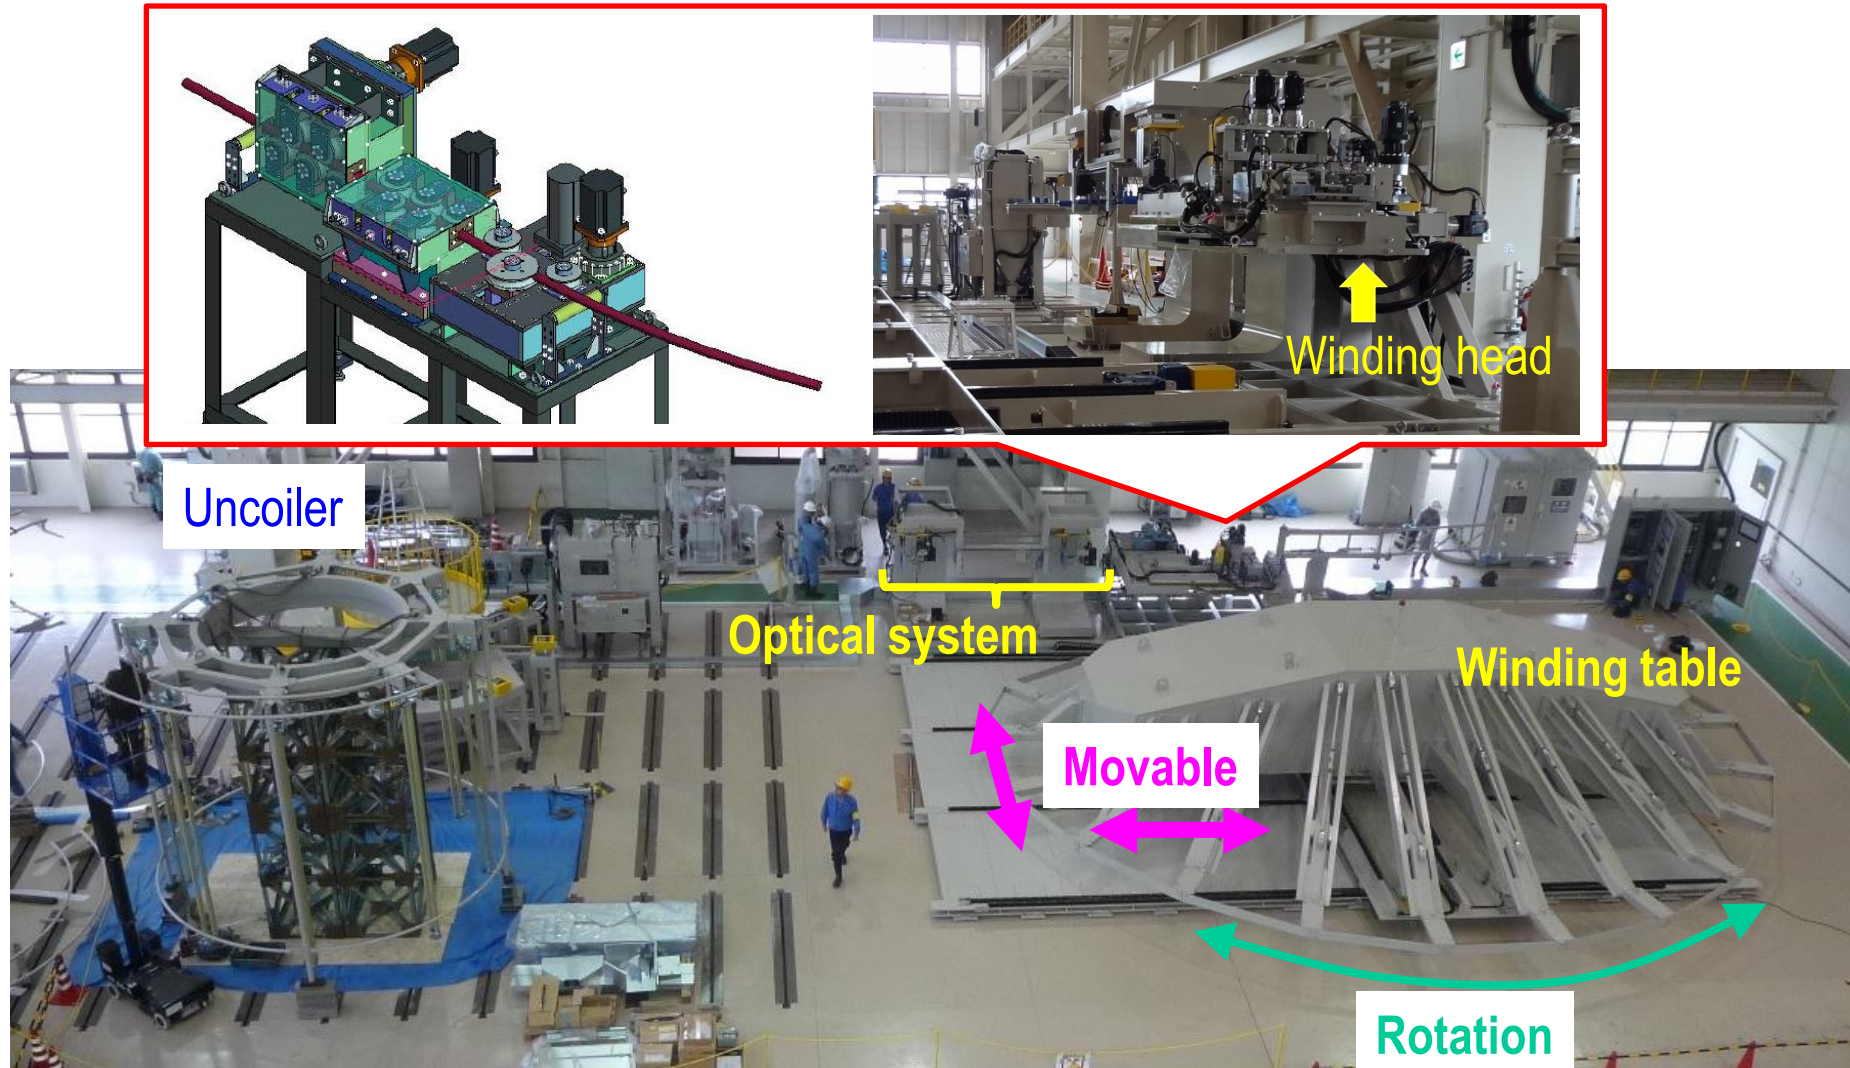 Winding head
Uncoiler
Optical system
Winding table
Movable
Rotation